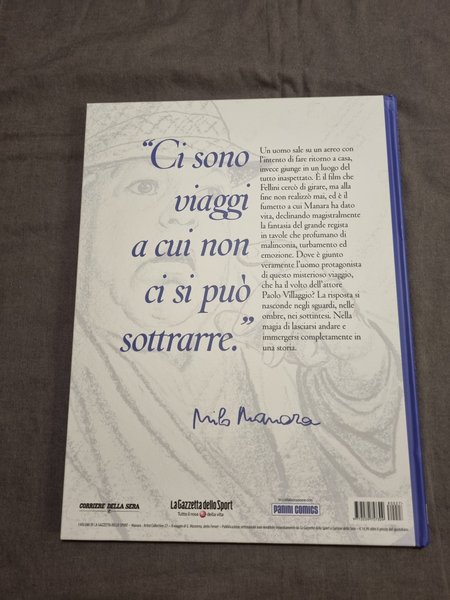 “Ci sono
viaggi
a cui non
ci si può
sottrarre.”
Un uomo sale su un aereo con
l'intento di fare ritorno a casa,
invece giunge in un luogo del
tutto inaspettato. È il film che
Fellini cercò di girare, ma alla
fine non realizzò mai, ed è il
fumetto a cui Manara ha dato
vita, declinando magistralmente
la fantasia del grande regista
in tavole che profumano di
malinconia, turbamento ed
emozione. Dove è giunto
veramente l'uomo protagonista
di questo misterioso viaggio,
che ha il volto dell'attore
Paolo Villaggio? La risposta si
nasconde negli sguardi, nelle
ombre, nei sottintesi. Nella
magia di lasciarsi andare e
immergersi completamente in
una storia.
Milo Manara
CORRIERE DELLA SERA
La Gazzetta dello Sport
Tutto il rosa della vita
PANINI COMICS